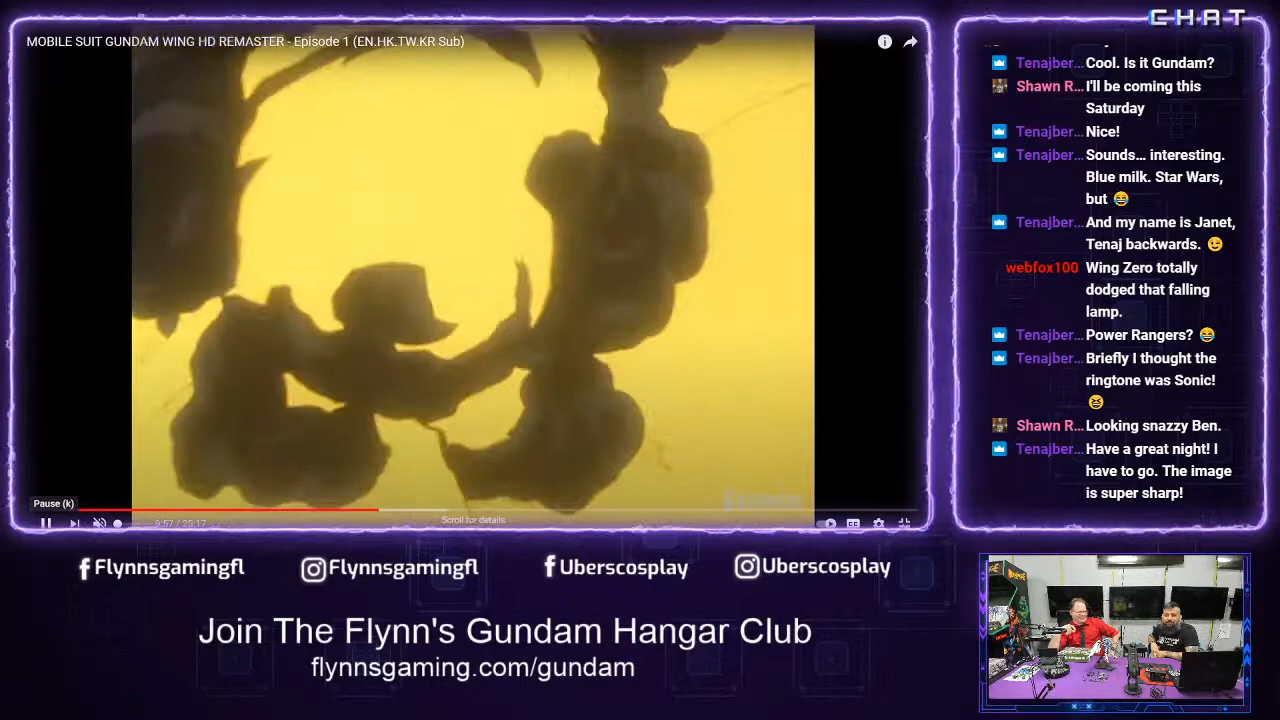 CHAT
MOBILE SUIT GUNDAM WING HD REMASTER - Episode 1 (EN.HK.TW.KR Sub)
Tenajber... Cool. Is it Gundam?
Shawn R... I'll be coming this
Saturday
Tenajber... Nice!
Tenajber... Sounds... interesting.
Blue milk. Star Wars,
but 😂
Tenajber... And my name is Janet,
Tenaj backwards. 😉
webfox100 Wing Zero totally
dodged that falling
lamp.
Tenajber... Power Rangers? 😂
Tenajber... Briefly I thought the
ringtone was Sonic!
😆
Shawn R... Looking snazzy Ben.
Tenajber... Have a great night! I
have to go. The image
is super sharp!
Pause (k)
9:57 / 25:17
Scroll for details
Flynnsgamingfl
Flynnsgamingfl
Uberscosplay
Uberscosplay
Join The Flynn's Gundam Hangar Club
flynnsgaming.com/gundam